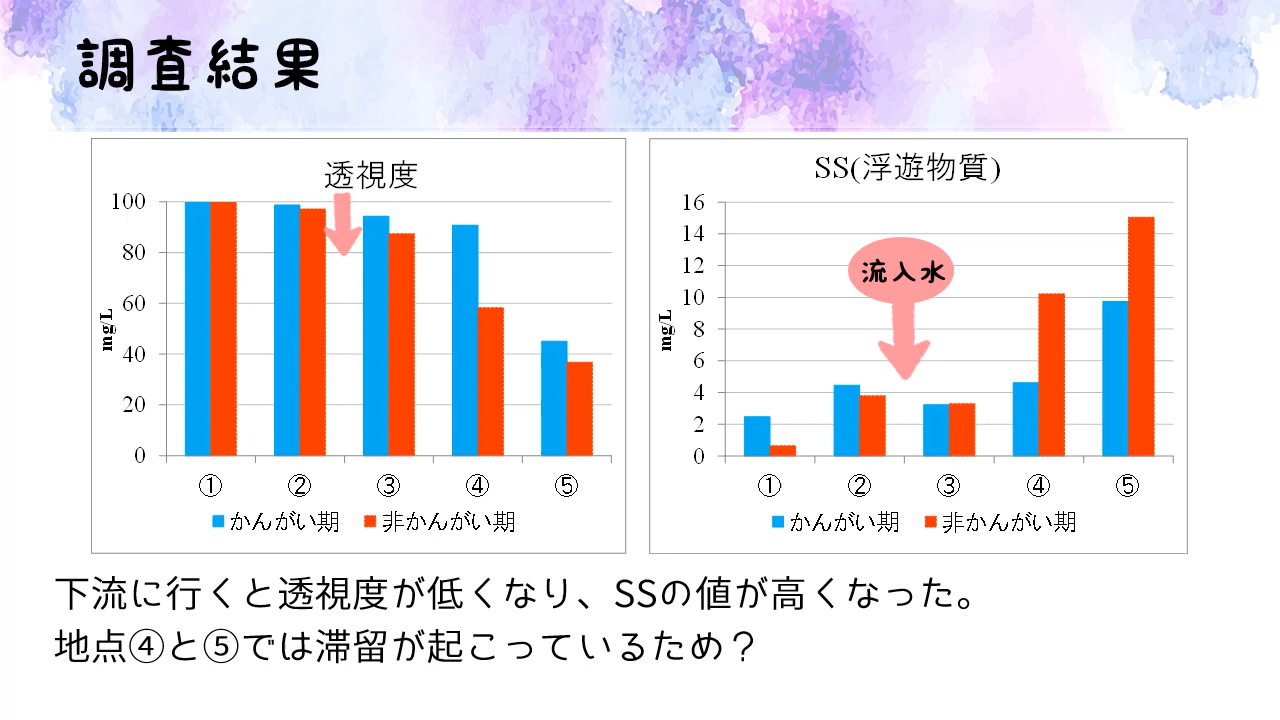 調査結果
透視度
100
80
60
40
20
0
mg/L
① ② ③ ④ ⑤
かんがい期 非かんがい期
SS(浮遊物質)
16
14
12
10
8
6
4
2
0
mg/L
流入水
① ② ③ ④ ⑤
かんがい期 非かんがい期
下流に行くと透視度が低くなり、SSの値が高くなった。
地点④と⑤では滞留が起こっているため？